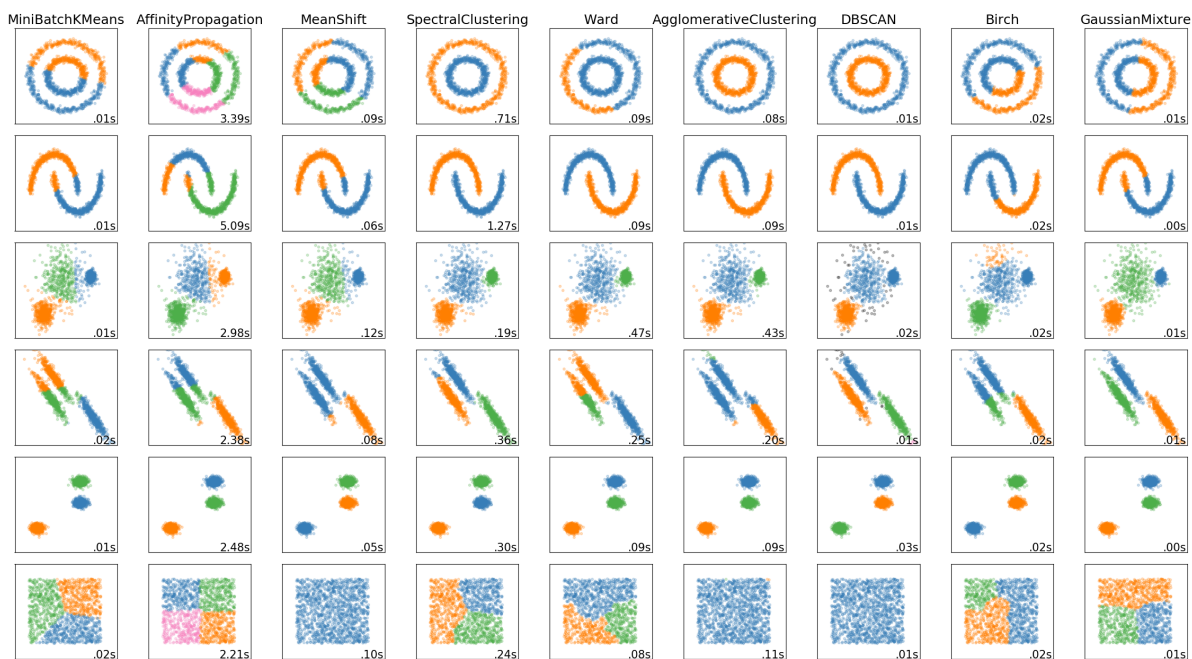 MiniBatchKMeans AffinityPropagation MeanShift SpectralClustering Ward AgglomerativeClustering DBSCAN Birch GaussianMixture
.01s 3.39s .09s .71s .09s .08s .01s .02s .01s
.01s 5.09s .06s 1.27s .09s .09s .01s .02s .00s
.01s 2.98s .12s .19s .47s .43s .02s .02s .01s
.02s 2.38s .08s .36s .25s .20s .01s .02s .01s
.01s 2.48s .05s .30s .09s .09s .03s .02s .00s
.02s 2.21s .10s .24s .08s .11s .01s .02s .01s